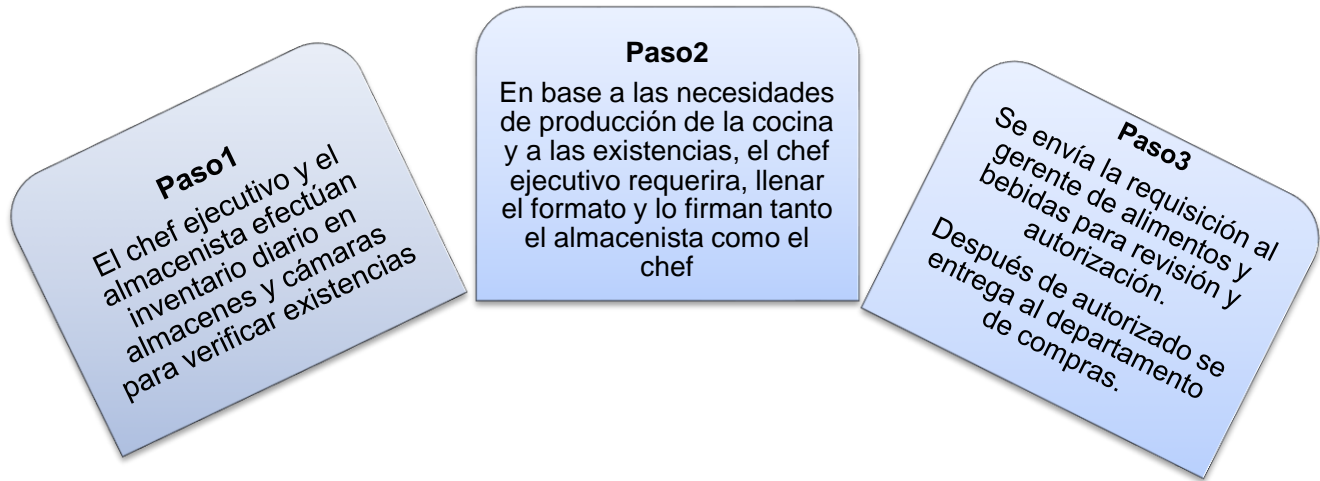 Paso1
El chef ejecutivo y el
almacenista efectúan
inventario diario en
almacenes y cámaras
para verificar existencias
Paso2
En base a las necesidades
de producción de la cocina
y a las existencias, el chef
ejecutivo requerira, llenar
el formato y lo firman tanto
el almacenista como el
chef
Paso3
Se envía la requisición al
gerente de alimentos y
bebidas para revisión y
autorización.
Después de autorizado se
entrega al departamento
de compras.